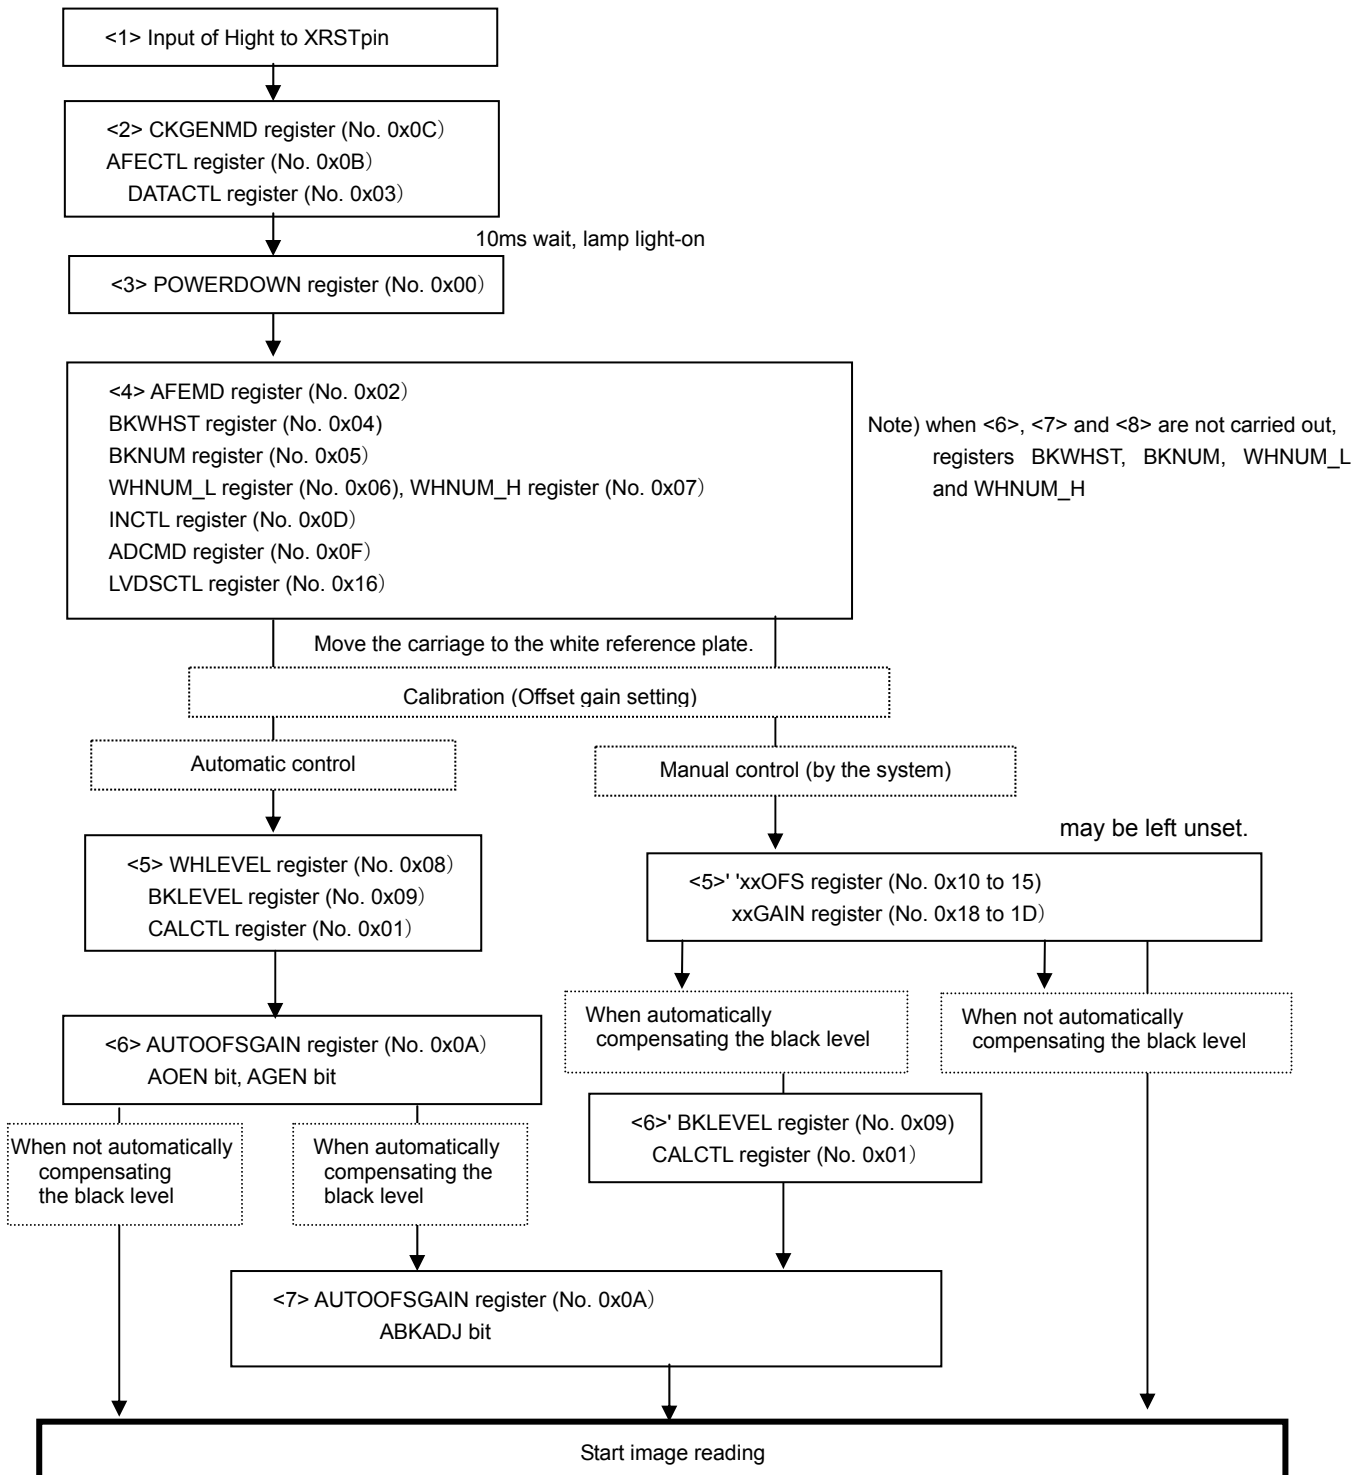 <1> Input of Hight to XRSTpin
<2> CKGENMD register (No. 0x0C）
AFECTL register (No. 0x0B）
DATACTL register (No. 0x03）
10ms wait, lamp light-on
<3> POWERDOWN register (No. 0x00）
<4> AFEMD register (No. 0x02）
BKWHST register (No. 0x04)
BKNUM register (No. 0x05）
WHNUM_L register (No. 0x06), WHNUM_H register (No. 0x07）
INCTL register (No. 0x0D）
ADCMD register (No. 0x0F）
LVDSCTL register (No. 0x16）
Note) when <6>, <7> and <8> are not carried out,
registers BKWHST, BKNUM, WHNUM_L
and WHNUM_H
Move the carriage to the white reference plate.
Calibration (Offset gain setting)
Automatic control
Manual control (by the system)
may be left unset.
<5> WHLEVEL register (No. 0x08）
BKLEVEL register (No. 0x09）
CALCTL register (No. 0x01）
<5>' 'xxOFS register (No. 0x10 to 15)
xxGAIN register (No. 0x18 to 1D）
When automatically
compensating the black level
When not automatically
compensating the black level
<6> AUTOOFSGAIN register (No. 0x0A）
AOEN bit, AGEN bit
<6>' BKLEVEL register (No. 0x09)
CALCTL register (No. 0x01）
When not automatically
compensating
the black level
When automatically
compensating the
black level
<7> AUTOOFSGAIN register (No. 0x0A）
ABKADJ bit
Start image reading